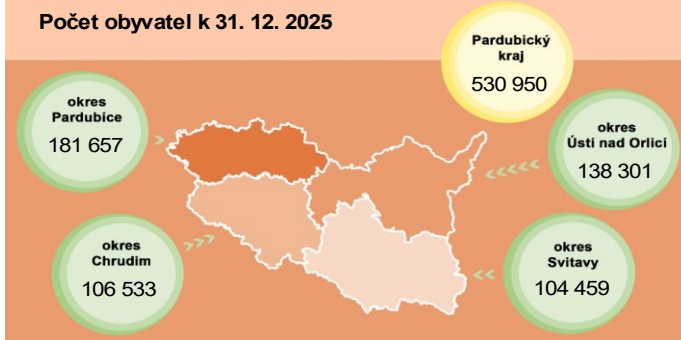 Počet obyvatel k 31. 12. 2025
Pardubický
kraj
530 950
okres
Pardubice
181 657
okres
Ústí nad Orlicí
138 301
okres
Chrudim
106 533
okres
Svitavy
104 459